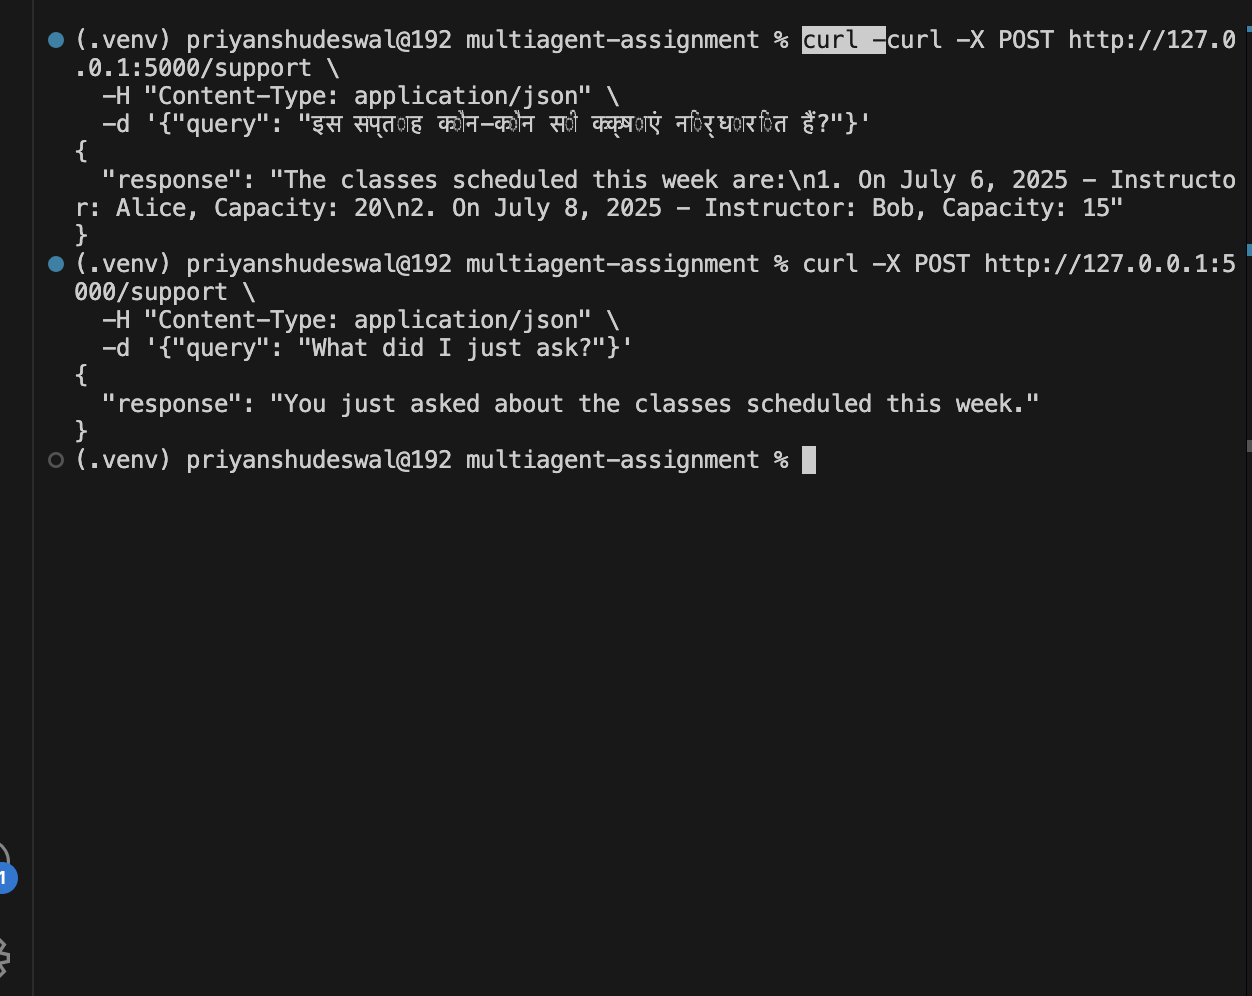 (.venv) priyanshudeswal@192 multiagent-assignment % curl -curl -X POST http://127.0
.0.1:5000/support \
-H "Content-Type: application/json" \
-d '{"query": "इस सप्ताह कौन-कौन सी कक्षाएं निर्धारित हैं?"}'
{
"response": "The classes scheduled this week are:\n1. On July 6, 2025 - Instructo
r: Alice, Capacity: 20\n2. On July 8, 2025 - Instructor: Bob, Capacity: 15"
}
(.venv) priyanshudeswal@192 multiagent-assignment % curl -X POST http://127.0.0.1:5
000/support \
-H "Content-Type: application/json" \
-d '{"query": "What did I just ask?"}'
{
"response": "You just asked about the classes scheduled this week."
}
(.venv) priyanshudeswal@192 multiagent-assignment %
1